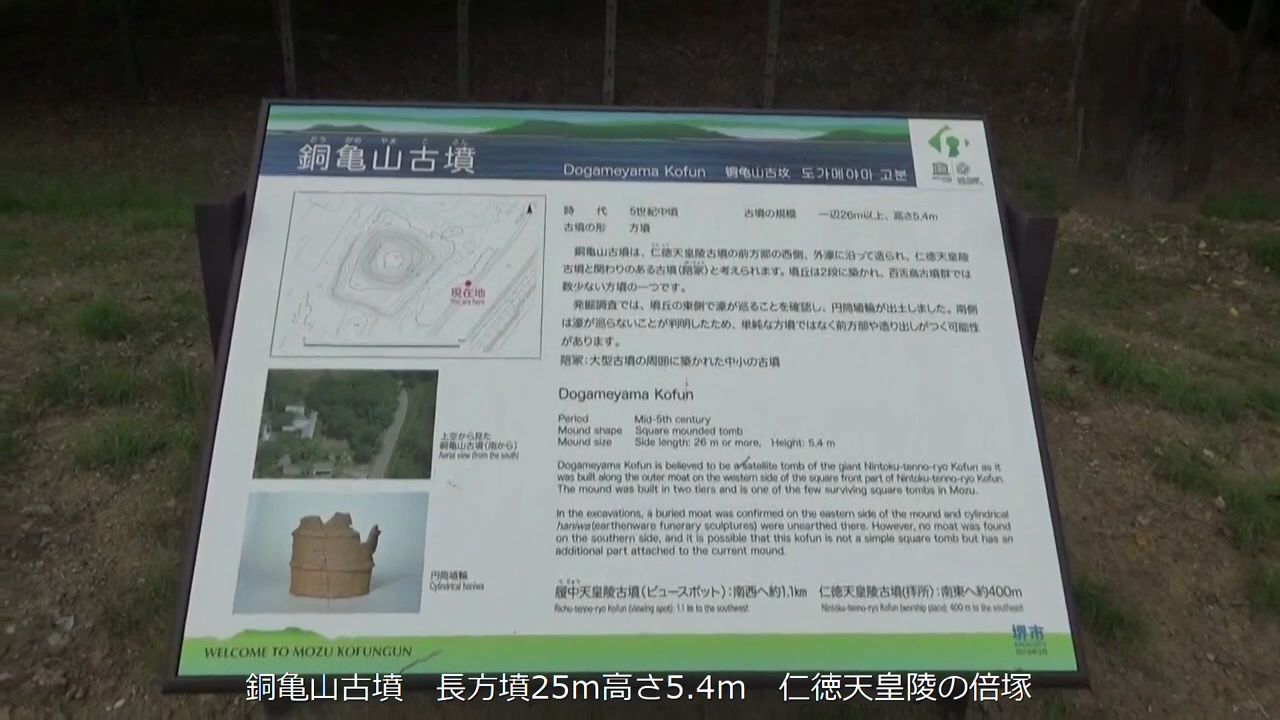 どうがめやまこふん
銅亀山古墳
Dogameyama Kofun 铜龟山古坟 도가메야마 고분
時代 5世紀中頃 古墳の規模 一辺26m以上、高さ5.4m
古墳の形 方墳
銅亀山古墳は、仁徳天皇陵古墳の前方部の西側、外濠に沿って造られ、仁徳天皇陵
古墳と関わりのある古墳(陪冢)と考えられます。墳丘は2段に築かれ、百舌鳥古墳群では
数少ない方墳の一つです。
発掘調査では、墳丘の東側で濠が巡ることを確認し、円筒埴輪が出土しました。南側
は濠が巡らないことが判明したため、単純な方墳ではなく前方部や造り出しがつく可能性
があります。
陪冢:大型古墳の周囲に築かれた中小の古墳
現在地
You are here
上空から見た
銅亀山古墳(南から)
Aerial view (from the south)
円筒埴輪
Cylindrical haniwa
Dogameyama Kofun
Period Mid-5th century
Mound shape Square mounded tomb
Mound size Side length: 26 m or more, Height: 5.4 m
Dogameyama Kofun is believed to be a satellite tomb of the giant Nintoku-tenno-ryo Kofun as it
was built along the outer moat on the western side of the square front part of Nintoku-tenno-ryo Kofun.
The mound was built in two tiers and is one of the few surviving square tombs in Mozu.
In the excavations, a buried moat was confirmed on the eastern side of the mound and cylindrical
haniwa (earthenware funerary sculptures) were unearthed there. However, no moat was found
on the southern side, and it is possible that this kofun is not a simple square tomb but has an
additional part attached to the current mound.
履中天皇陵古墳(ビュースポット):南西へ約1.1km 仁徳天皇陵古墳(拝所):南東へ約400m
Richu-tenno-ryo Kofun (viewing spot): 1.1 km to the southwest Nintoku-tenno-ryo Kofun (worship place): 400 m to the southeast
堺市
WELCOME TO MOZU KOFUNGUN
銅亀山古墳 長方墳25m高さ5.4m 仁徳天皇陵の倍塚